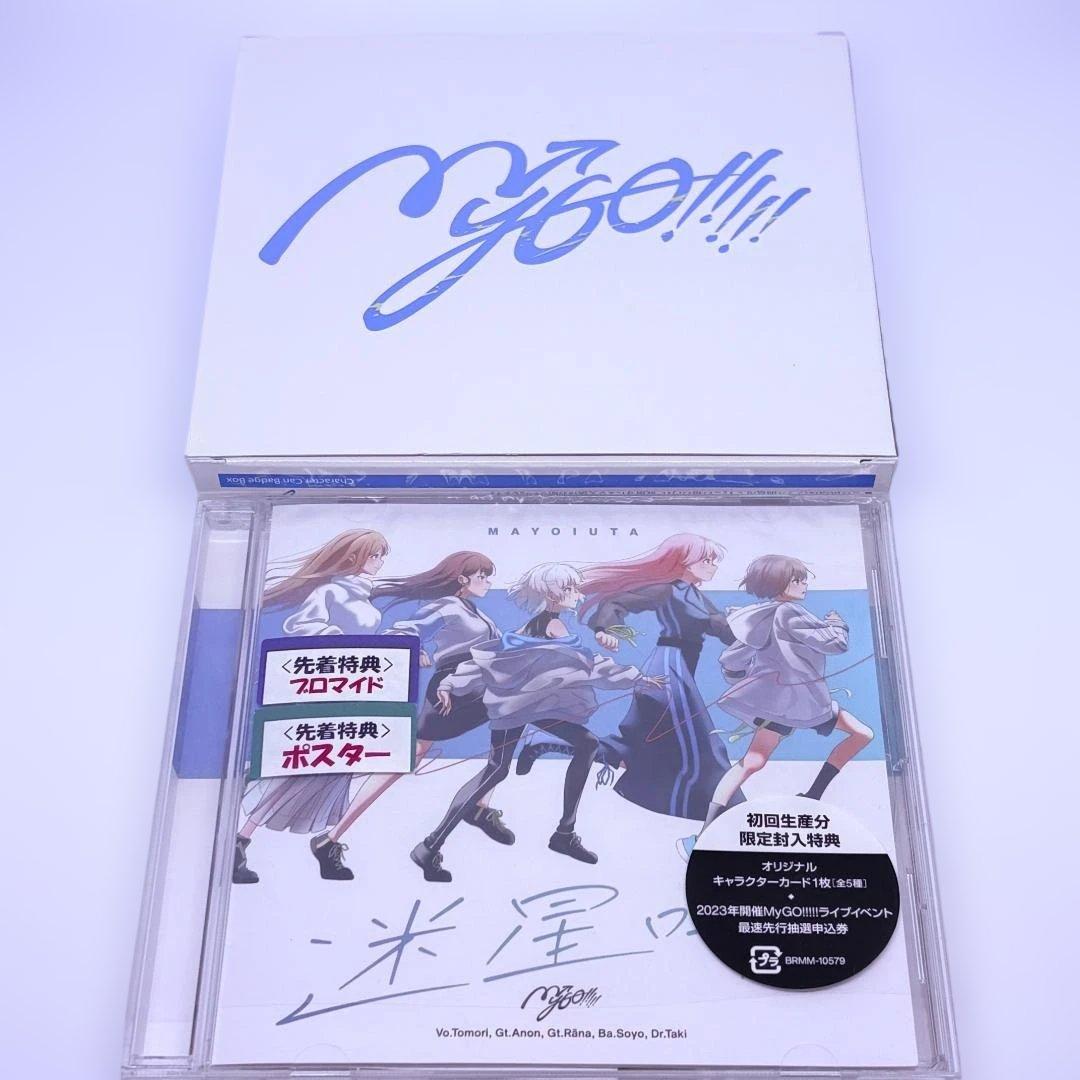 MyGO!!!!!
Character Can Badge Box
MAYOIUTA
<先着特典>
ブロマイド
<先着特典>
ポスター
初回生産分
限定封入特典
オリジナル
キャラクターカード1枚[全5種]
◆
2023年開催MyGO!!!!!ライブイベント
最速先行抽選申込券
プラ
BRMM-10579
迷星
MyGO!!!!!
Vo.Tomori, Gt.Anon, Gt.Rāna, Ba.Soyo, Dr.Taki